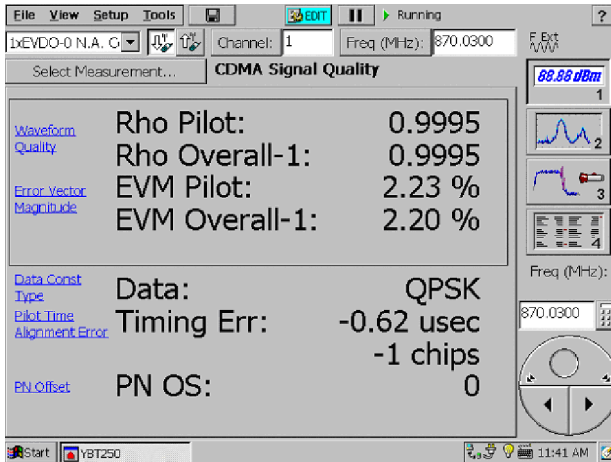 File View Setup Tools EDIT Running ?
1xEVDO-0 N.A. C Channel: 1 Freq (MHz): 870.0300 F Ext
Select Measurement... CDMA Signal Quality
88.88 dBm
1
Waveform Quality Rho Pilot: 0.9995
Rho Overall-1: 0.9995
2
Error Vector Magnitude EVM Pilot: 2.23 %
EVM Overall-1: 2.20 %
3
4
Freq (MHz):
870.0300
Data Const Type Data: QPSK
Pilot Time Alignment Error Timing Err: -0.62 usec
-1 chips
PN Offset PN OS: 0
Start YBT250 11:41 AM